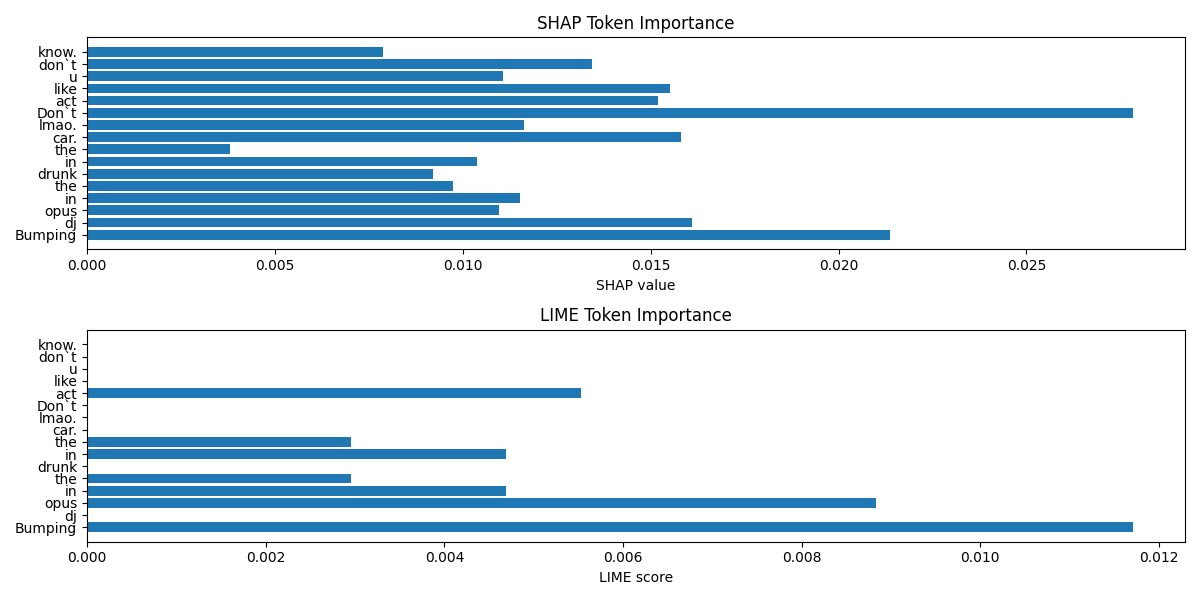 SHAP Token Importance
know.
don`t
u
like
act
Don`t
lmao.
car.
the
in
drunk
the
in
opus
dj
Bumping
0.000 0.005 0.010 0.015 0.020 0.025
SHAP value
LIME Token Importance
know.
don`t
u
like
act
Don`t
lmao.
car.
the
in
drunk
the
in
opus
dj
Bumping
0.000 0.002 0.004 0.006 0.008 0.010 0.012
LIME score